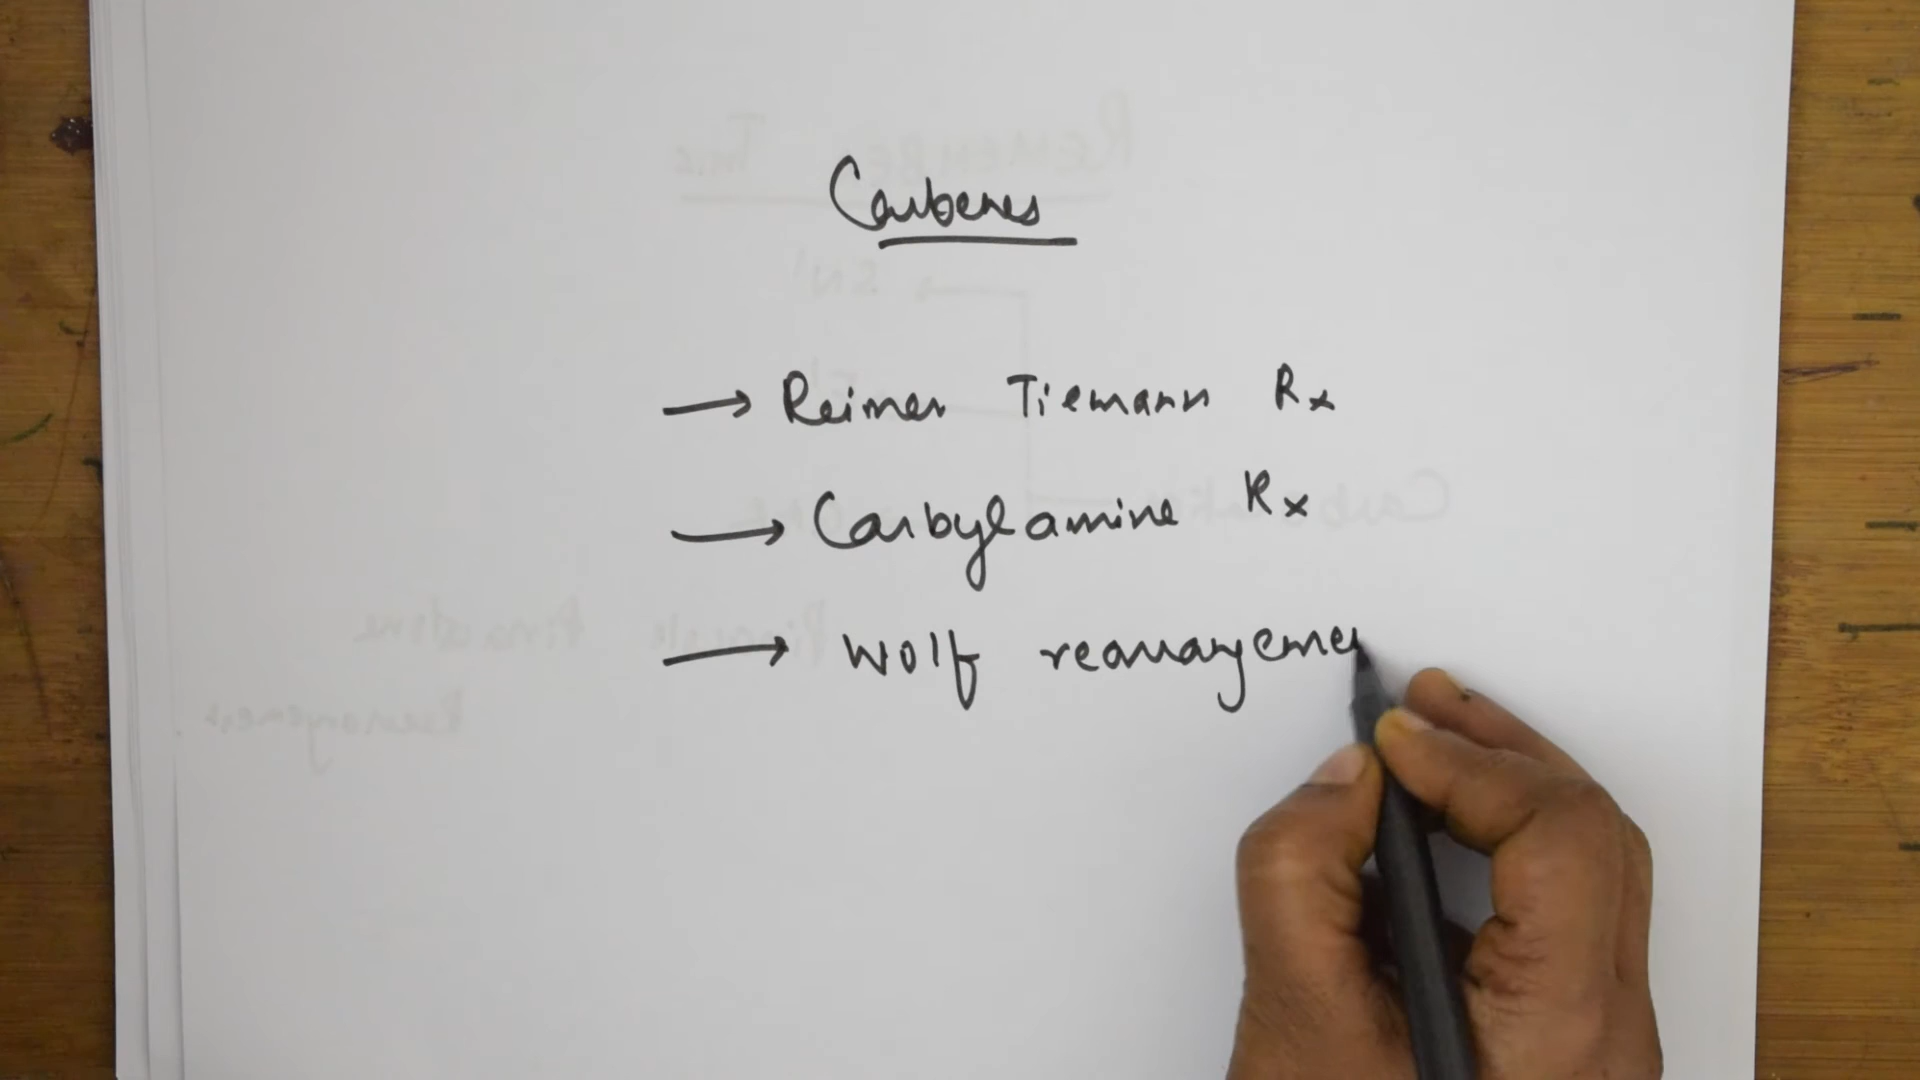 Carbenes
→ Reimer Tiemann Rx
→ Carbylamine Rx
→ Wolf rearrangemen